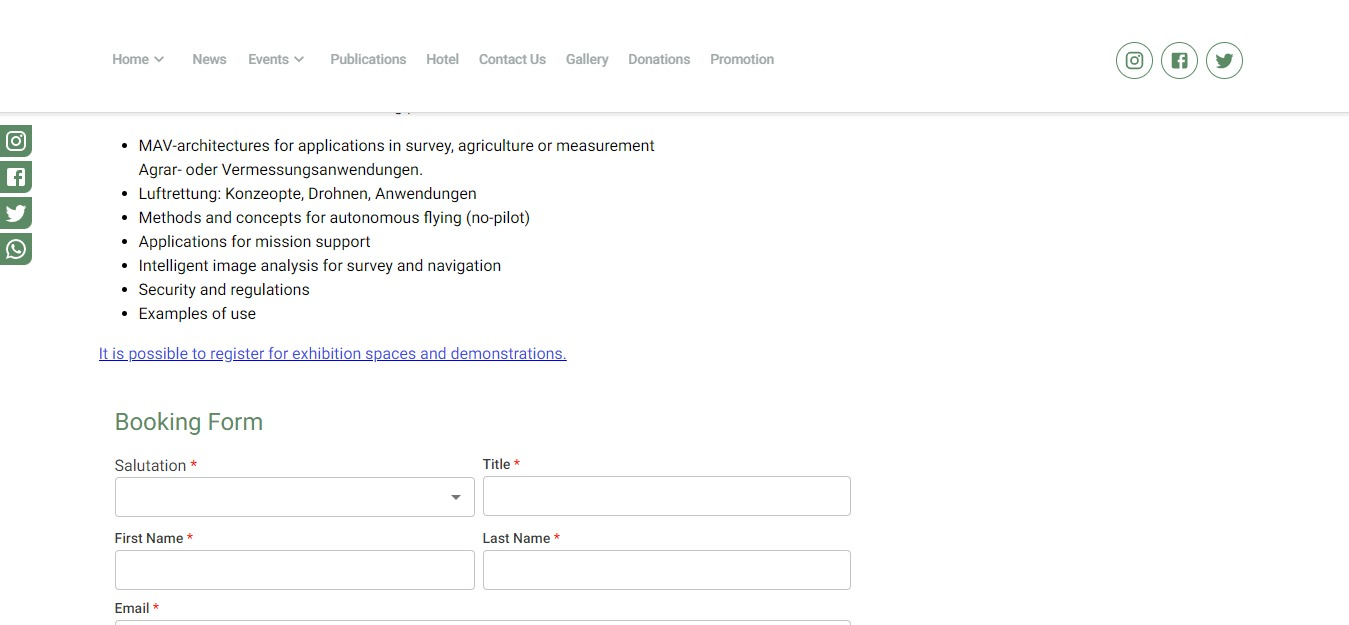 Home News Events Publications Hotel Contact Us Gallery Donations Promotion
MAV-architectures for applications in survey, agriculture or measurement
Agrar- oder Vermessungsanwendungen.
Luftrettung: Konzeopte, Drohnen, Anwendungen
Methods and concepts for autonomous flying (no-pilot)
Applications for mission support
Intelligent image analysis for survey and navigation
Security and regulations
Examples of use
It is possible to register for exhibition spaces and demonstrations.
Booking Form
Salutation * Title *
First Name * Last Name *
Email *